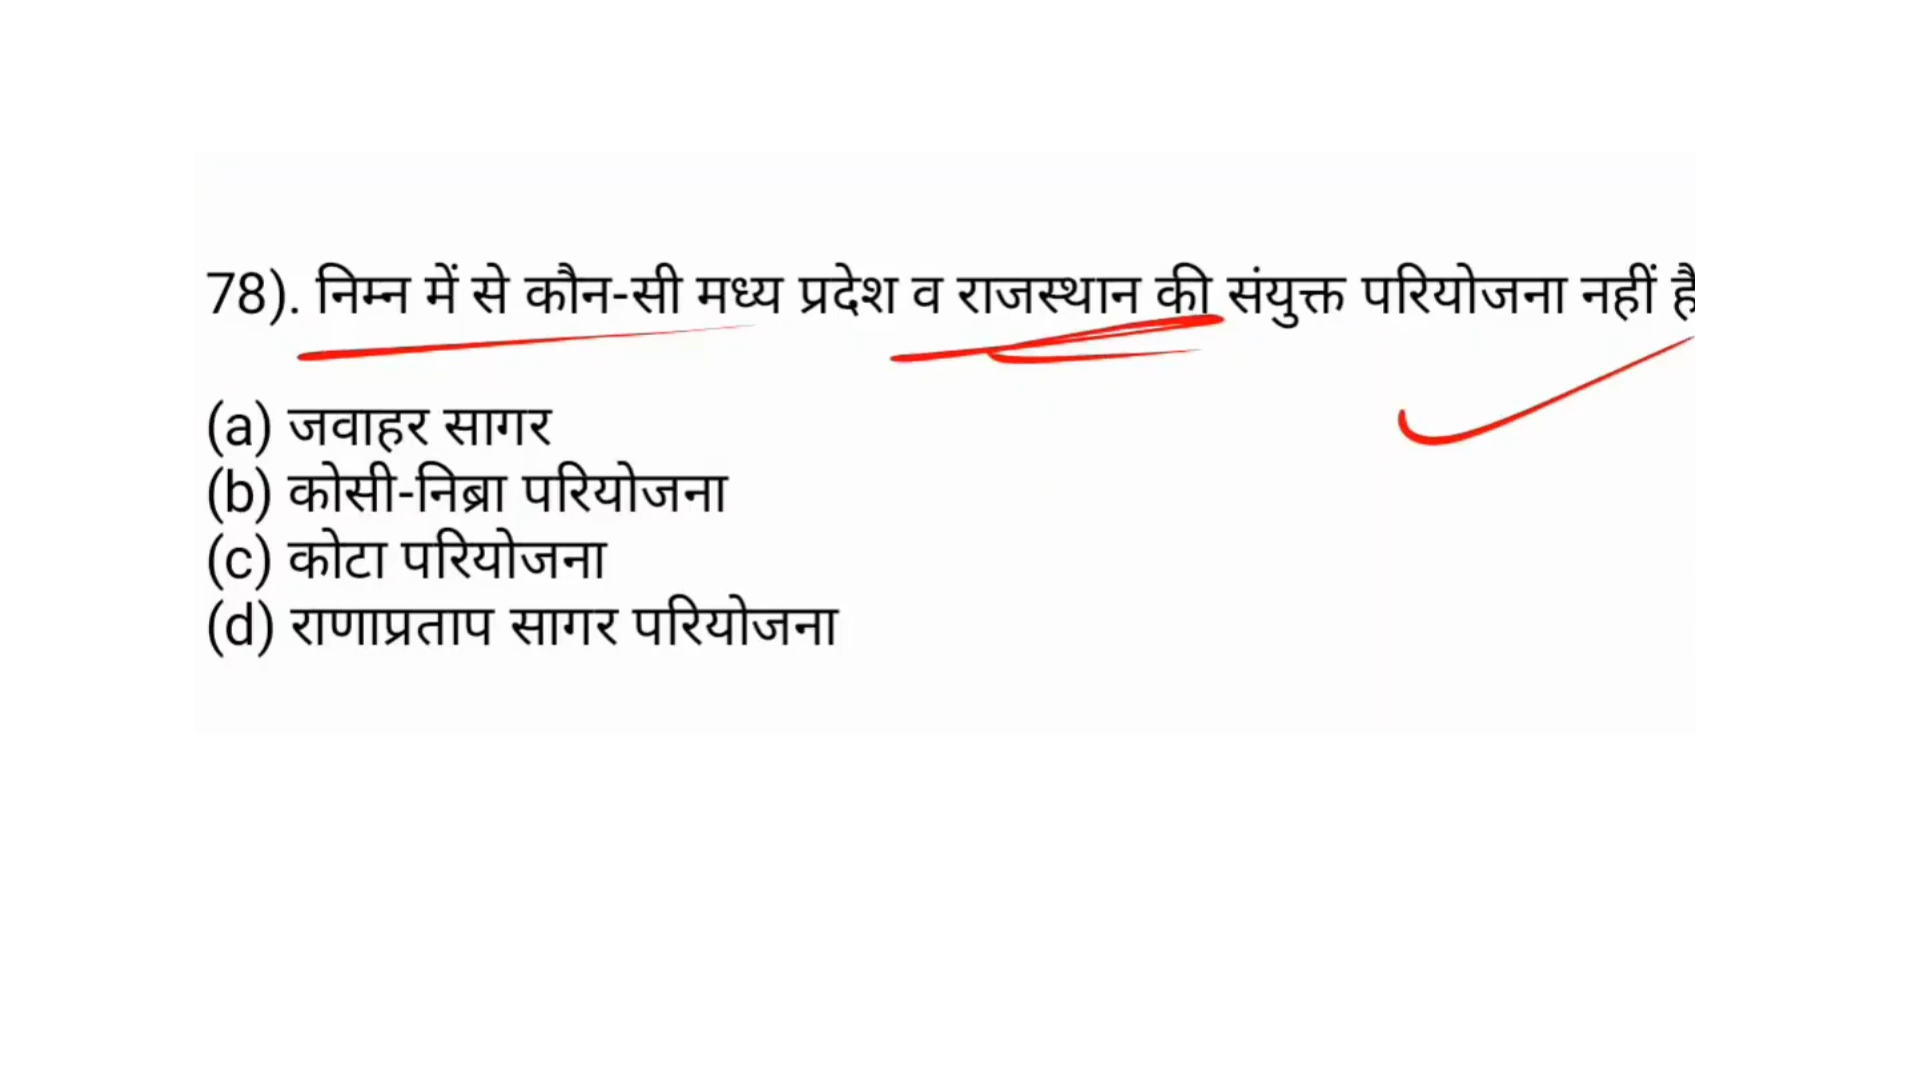 78). निम्न में से कौन-सी मध्य प्रदेश व राजस्थान की संयुक्त परियोजना नहीं है
(a) जवाहर सागर
(b) कोसी-निब्रा परियोजना
(c) कोटा परियोजना
(d) राणाप्रताप सागर परियोजना